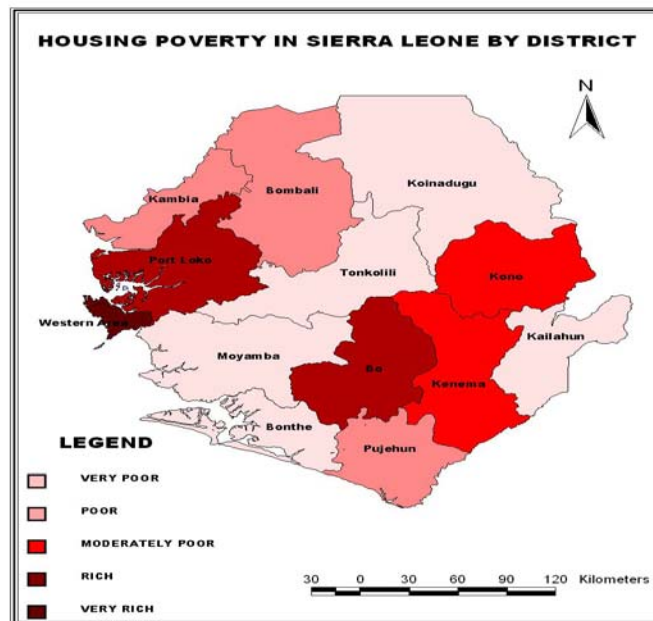 HOUSING POVERTY IN SIERRA LEONE BY DISTRICT
N
Koinadugu
Bombali
Kambia
Port Loko
Tonkolili
Kono
Western Area
Kailahun
Moyamba
Bo
Kenema
Bonthe
Pujehun
LEGEND
VERY POOR
POOR
MODERATELY POOR
RICH
VERY RICH
30 0 30 60 90 120 Kilometers